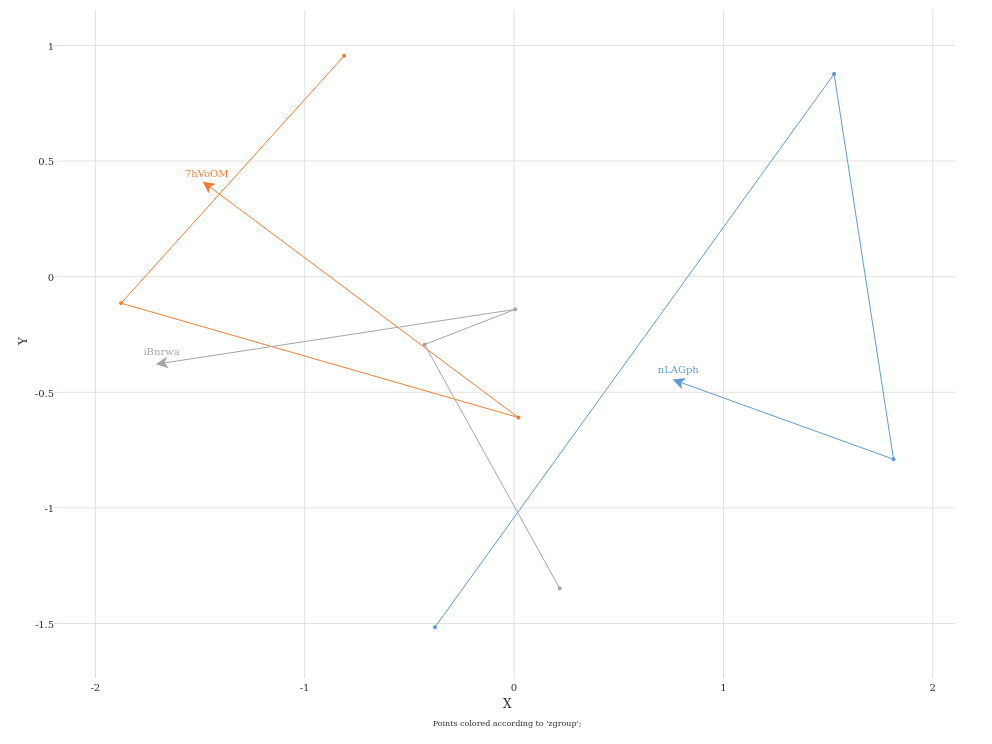 1
0.5
7hVoOM
0
iBnrwa
Y
nLAGph
-0.5
-1
-1.5
-2 -1 0 1 2
X
Points colored according to 'zgroup';